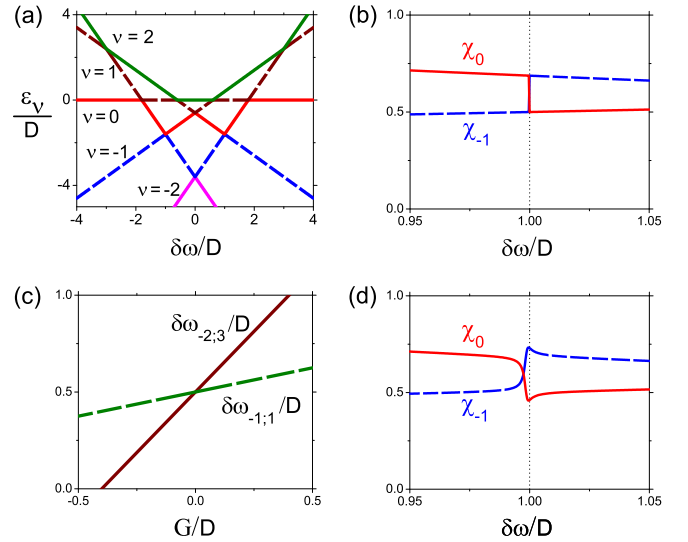 (a)
ν = 2
ν = 1
ν = 0
ν = -1
ν = -2
ε_ν/D
4
0
-4
-4 -2 0 2 4
δω/D
(b)
χ_0
χ_-1
1.0
0.5
0.0
0.95 1.00 1.05
δω/D
(c)
δω_-2;3/D
δω_-1;1/D
1.0
0.5
0.0
-0.5 0.0 0.5
G/D
(d)
χ_0
χ_-1
1.0
0.5
0.0
0.95 1.00 1.05
δω/D